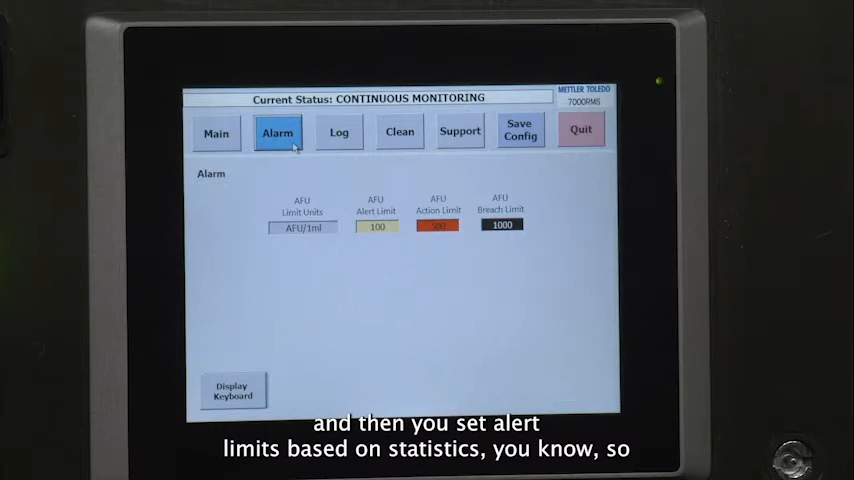 METTLER TOLEDO
Current Status: CONTINUOUS MONITORING
7000RMS
Main
Alarm
Log
Clean
Support
Save
Config
Quit
Alarm
AFU
Limit Units
AFU
Alert Limit
AFU
Action Limit
AFU
Breach Limit
AFU/1ml
100
500
1000
Display
Keyboard
and then you set alert
limits based on statistics, you know, so